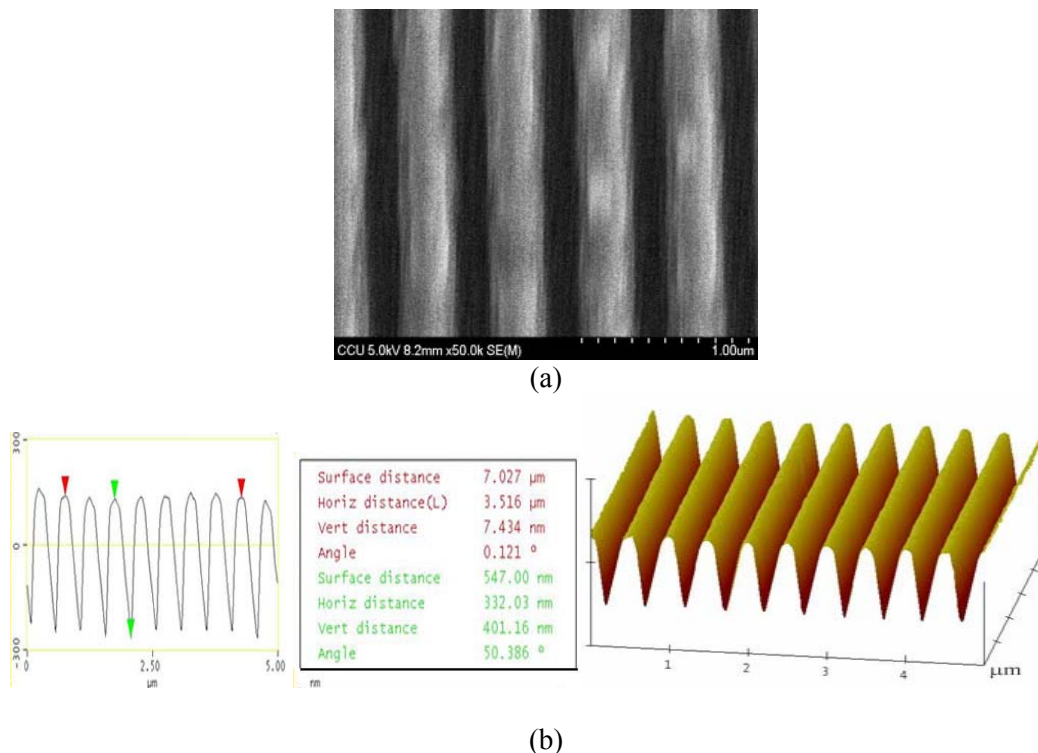 CCU 5.0kV 8.2mm x50.0k SE(M) 1.00um
(a)
300
0
-300
0 2.50 5.00
μm
Surface distance 7.027 μm
Horiz distance(L) 3.516 μm
Vert distance 7.434 nm
Angle 0.121 º
Surface distance 547.00 nm
Horiz distance 332.03 nm
Vert distance 401.16 nm
Angle 50.386 º
nm
1 2 3 4 μm
(b)